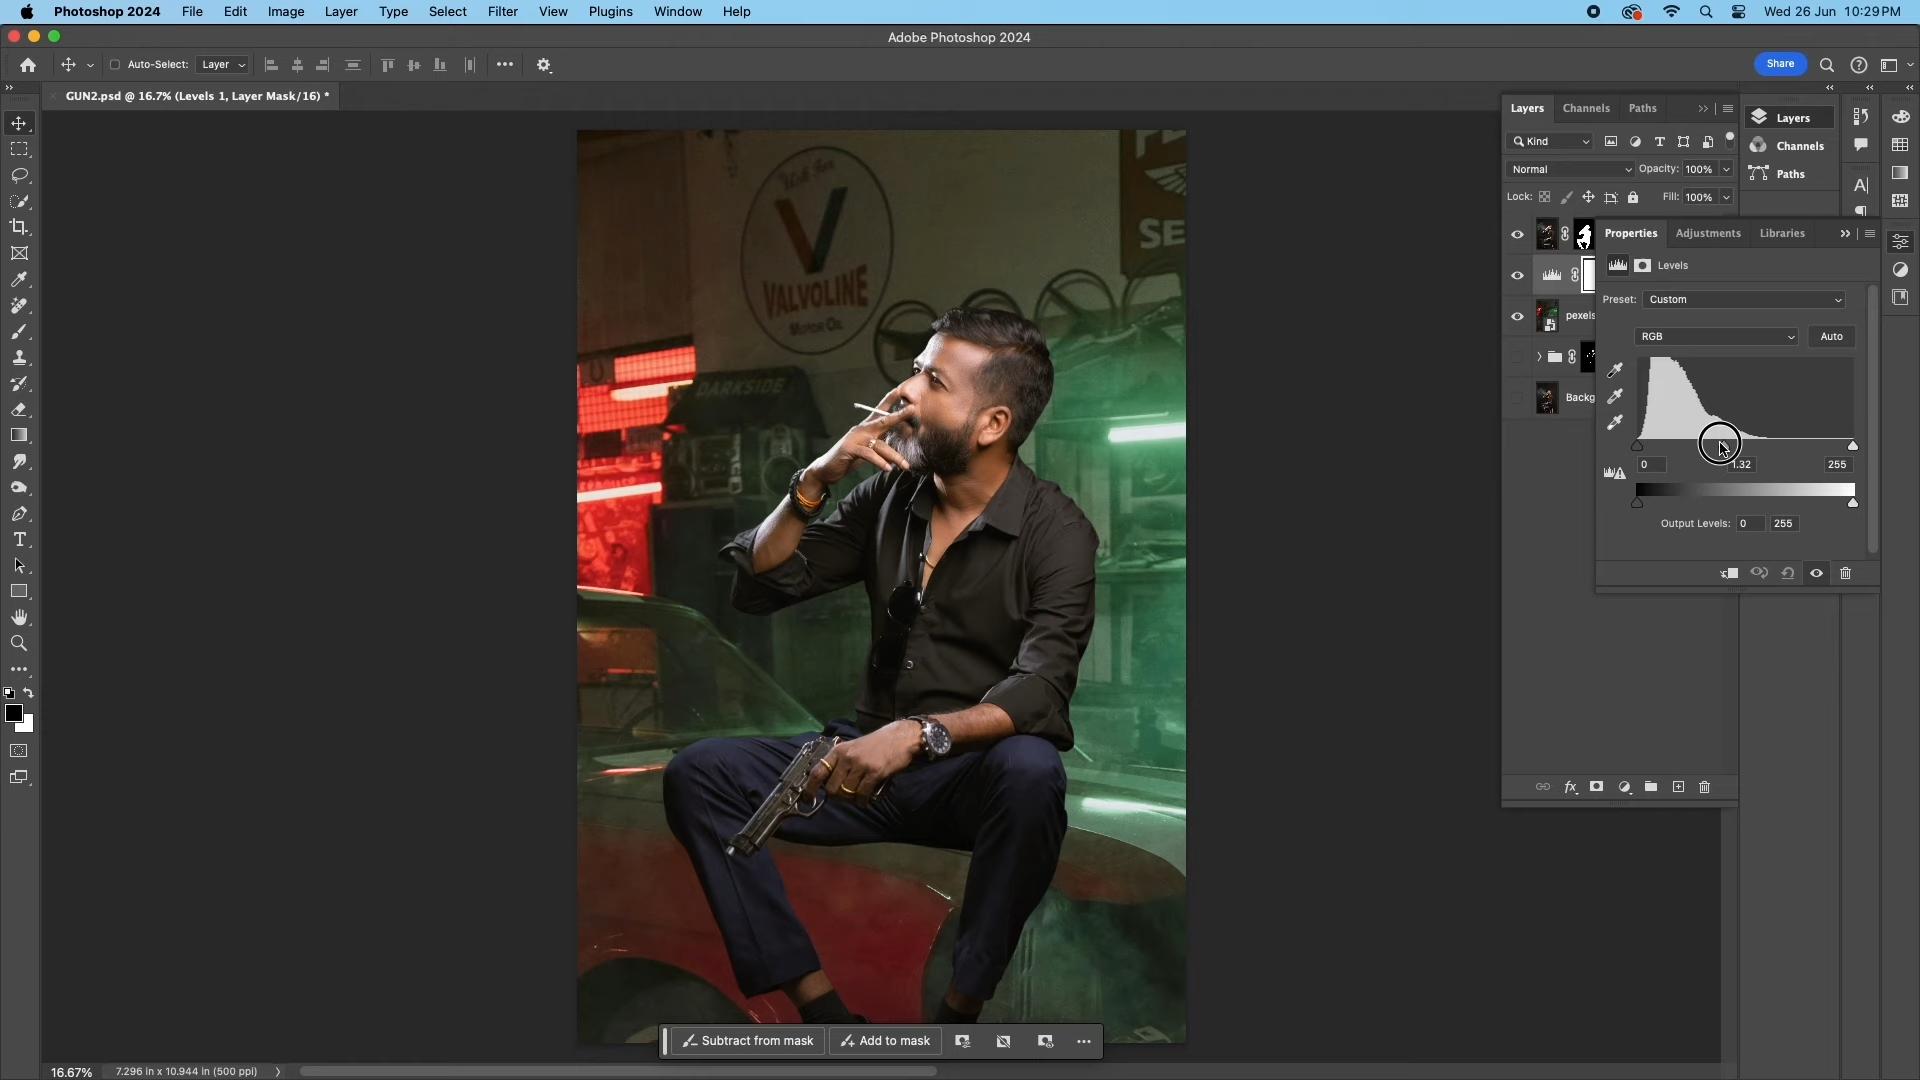 Photoshop 2024 File Edit Image Layer Type Select Filter View Plugins Window Help Wed 26 Jun 10:29 PM
Adobe Photoshop 2024
Auto-Select: Layer Share
GUN2.psd @ 16.7% (Levels 1, Layer Mask/16) *
Layers Channels Paths
Layers
Kind
Channels
Normal Opacity: 100%
Paths
Lock: Fill: 100%
Properties Adjustments Libraries
Levels
Preset: Custom
pexels
RGB Auto
Backg
0 1.32 255
Output Levels: 0 255
V
VALVOLINE
Motor Oil
SE
DARKSIDE
Subtract from mask Add to mask
16.67% 7.296 in x 10.944 in (500 ppi)